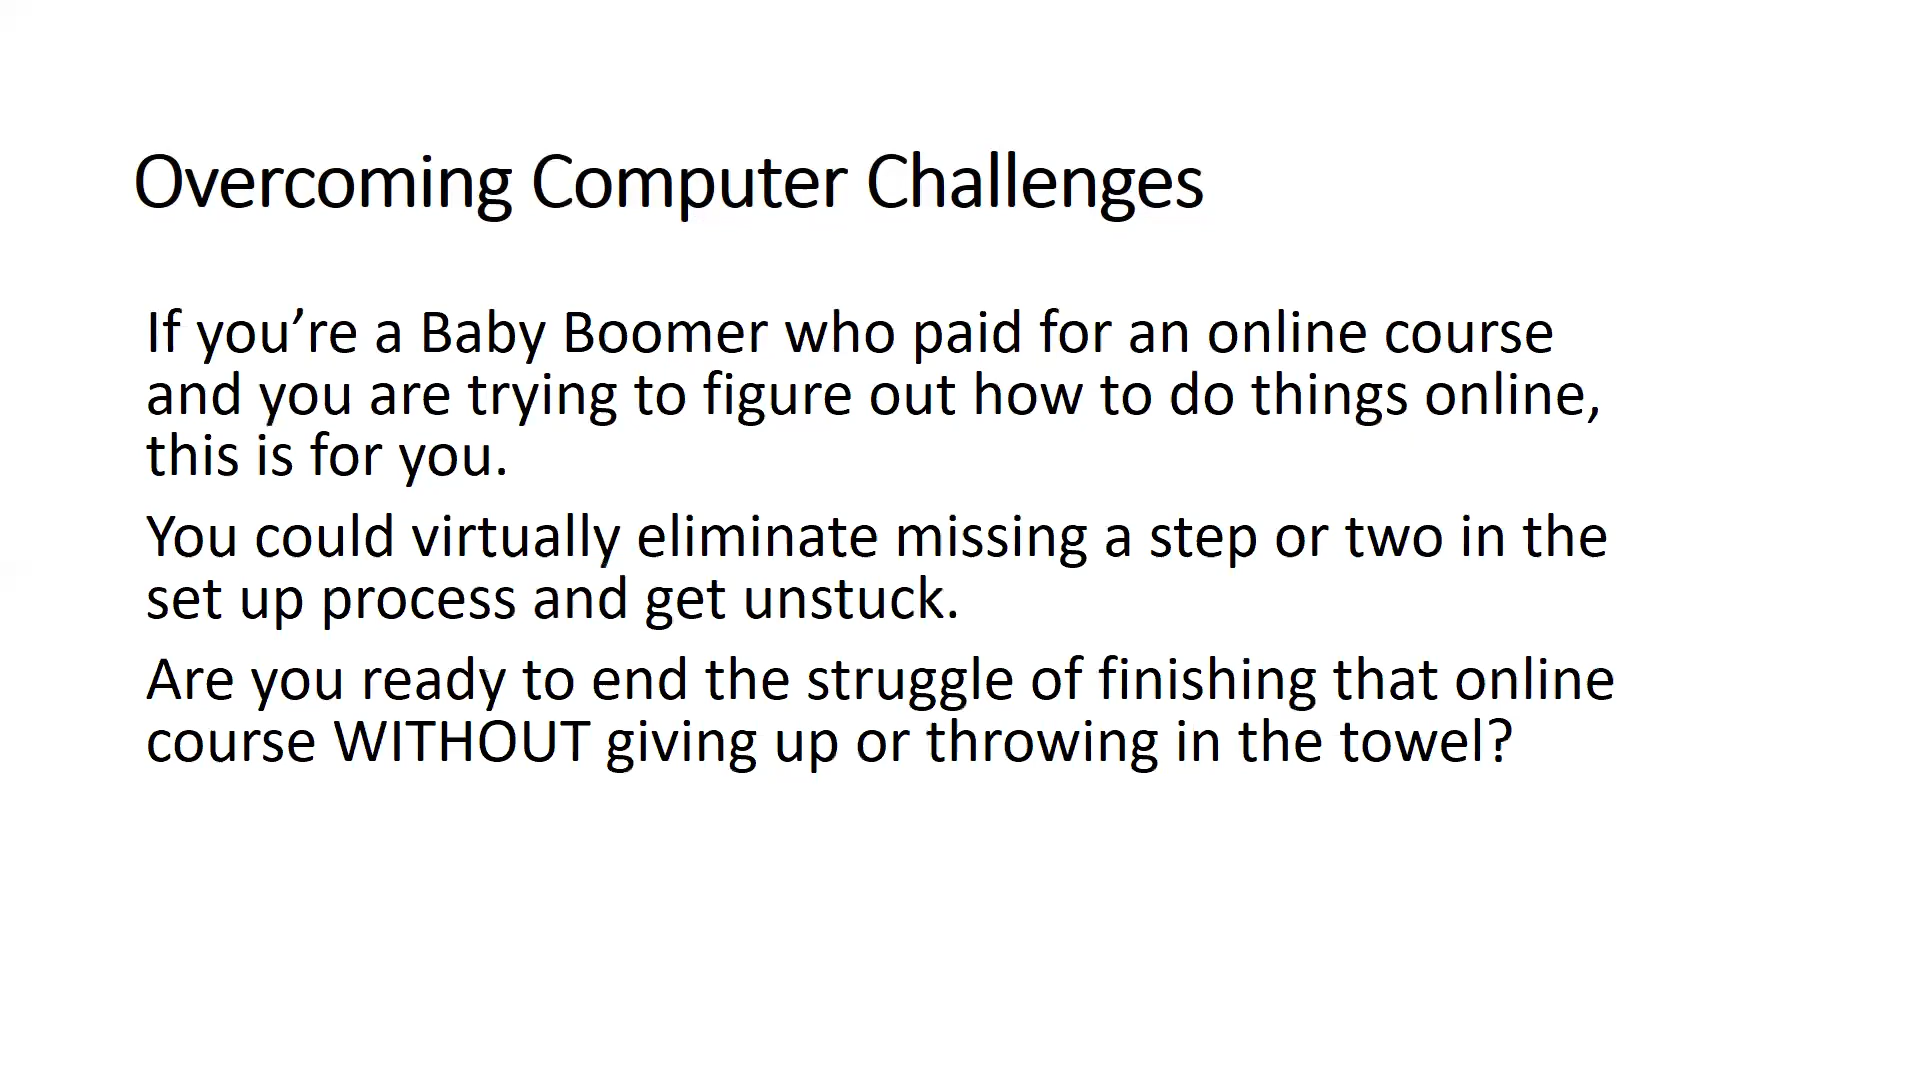 Overcoming Computer Challenges
If you’re a Baby Boomer who paid for an online course
and you are trying to figure out how to do things online,
this is for you.
You could virtually eliminate missing a step or two in the
set up process and get unstuck.
Are you ready to end the struggle of finishing that online
course WITHOUT giving up or throwing in the towel?